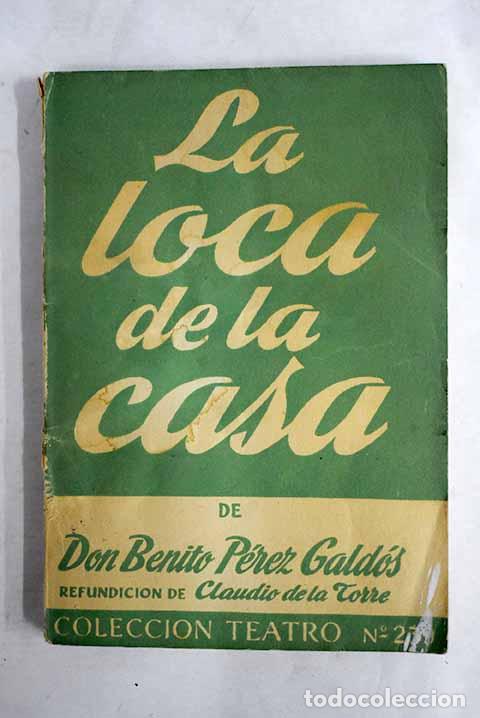 La
loca
de la
casa
DE
Don Benito Pérez Galdós
REFUNDICION DE Claudio de la Torre
COLECCION TEATRO Nº
todocoleccion